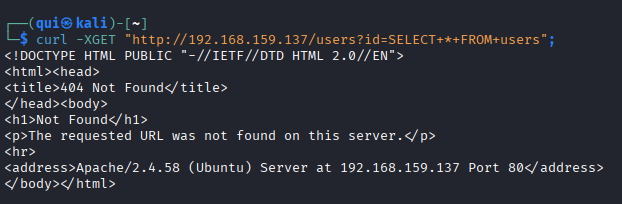 ┌──(qui㉿kali)-[~]
└─$ curl -XGET "http://192.168.159.137/users?id=SELECT+*+FROM+users";
<!DOCTYPE HTML PUBLIC "-//IETF//DTD HTML 2.0//EN">
<html><head>
<title>404 Not Found</title>
</head><body>
<h1>Not Found</h1>
<p>The requested URL was not found on this server.</p>
<hr>
<address>Apache/2.4.58 (Ubuntu) Server at 192.168.159.137 Port 80</address>
</body></html>